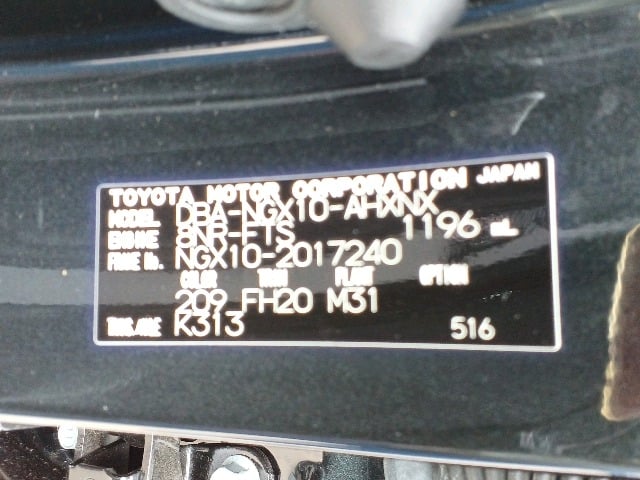 TOYOTA MOTOR CORPORATION JAPAN
MODEL DBA-NGX10-AHXNX
ENGINE 8NR-FTS 1196 mL
FRAME No. NGX10-2017240
COLOR TRIM PLANT OPTION
209 FH20 M31
TRANS.AXLE K313 516